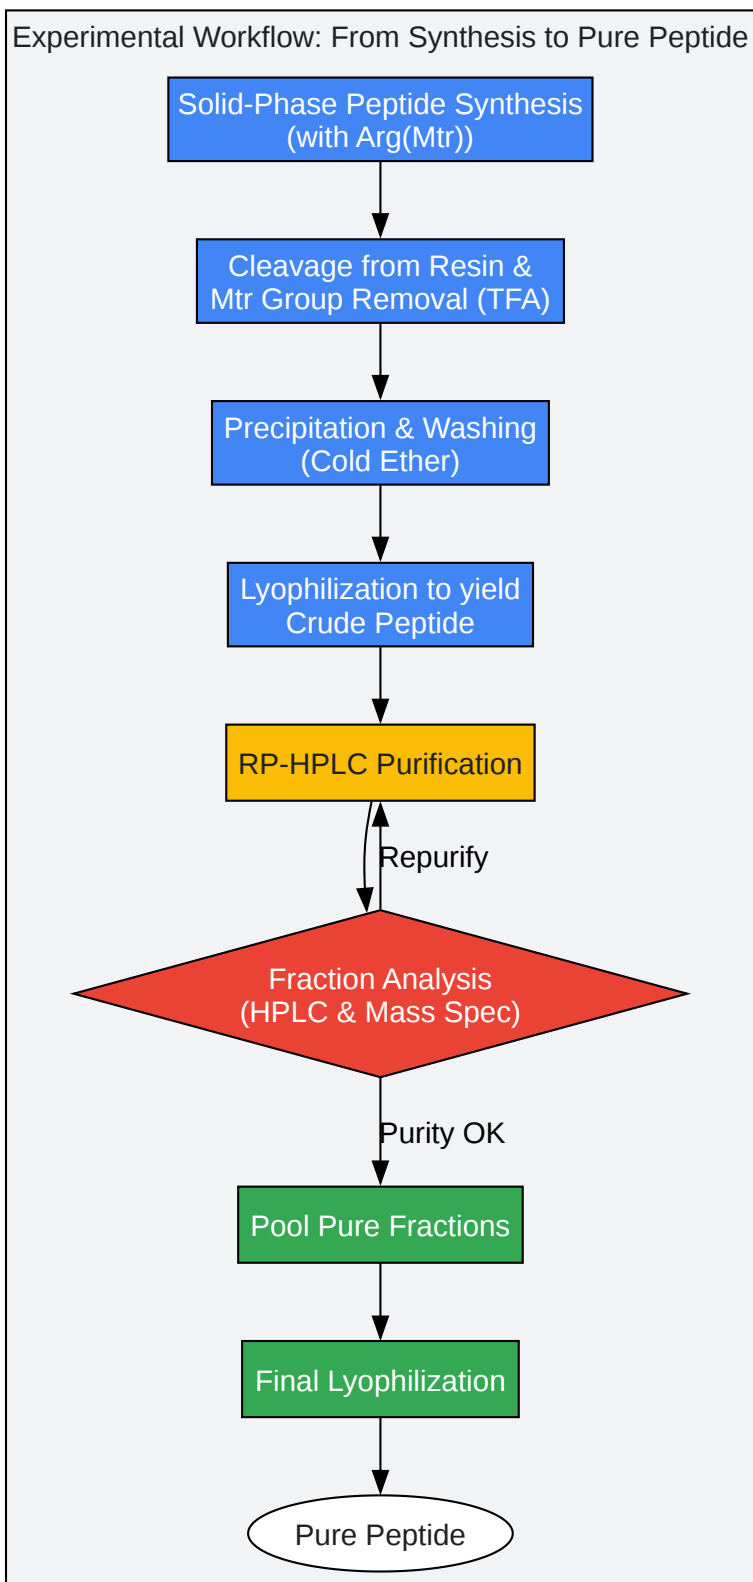 Experimental Workflow: From Synthesis to Pure Peptide
Solid-Phase Peptide Synthesis
(with Arg(Mtr))
Cleavage from Resin &
Mtr Group Removal (TFA)
Precipitation & Washing
(Cold Ether)
Lyophilization to yield
Crude Peptide
RP-HPLC Purification
Repurify
Fraction Analysis
(HPLC & Mass Spec)
Purity OK
Pool Pure Fractions
Final Lyophilization
Pure Peptide